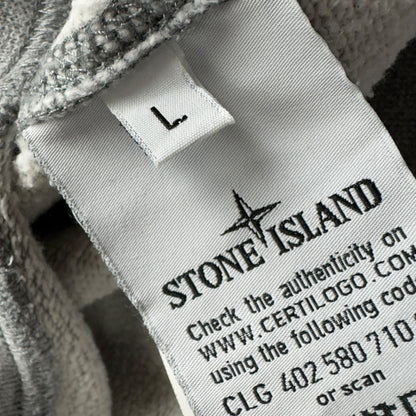 L
STONE ISLAND
Check the authenticity on
WWW.CERTILOGO.COM
using the following code
CLG 402 580 710
or scan